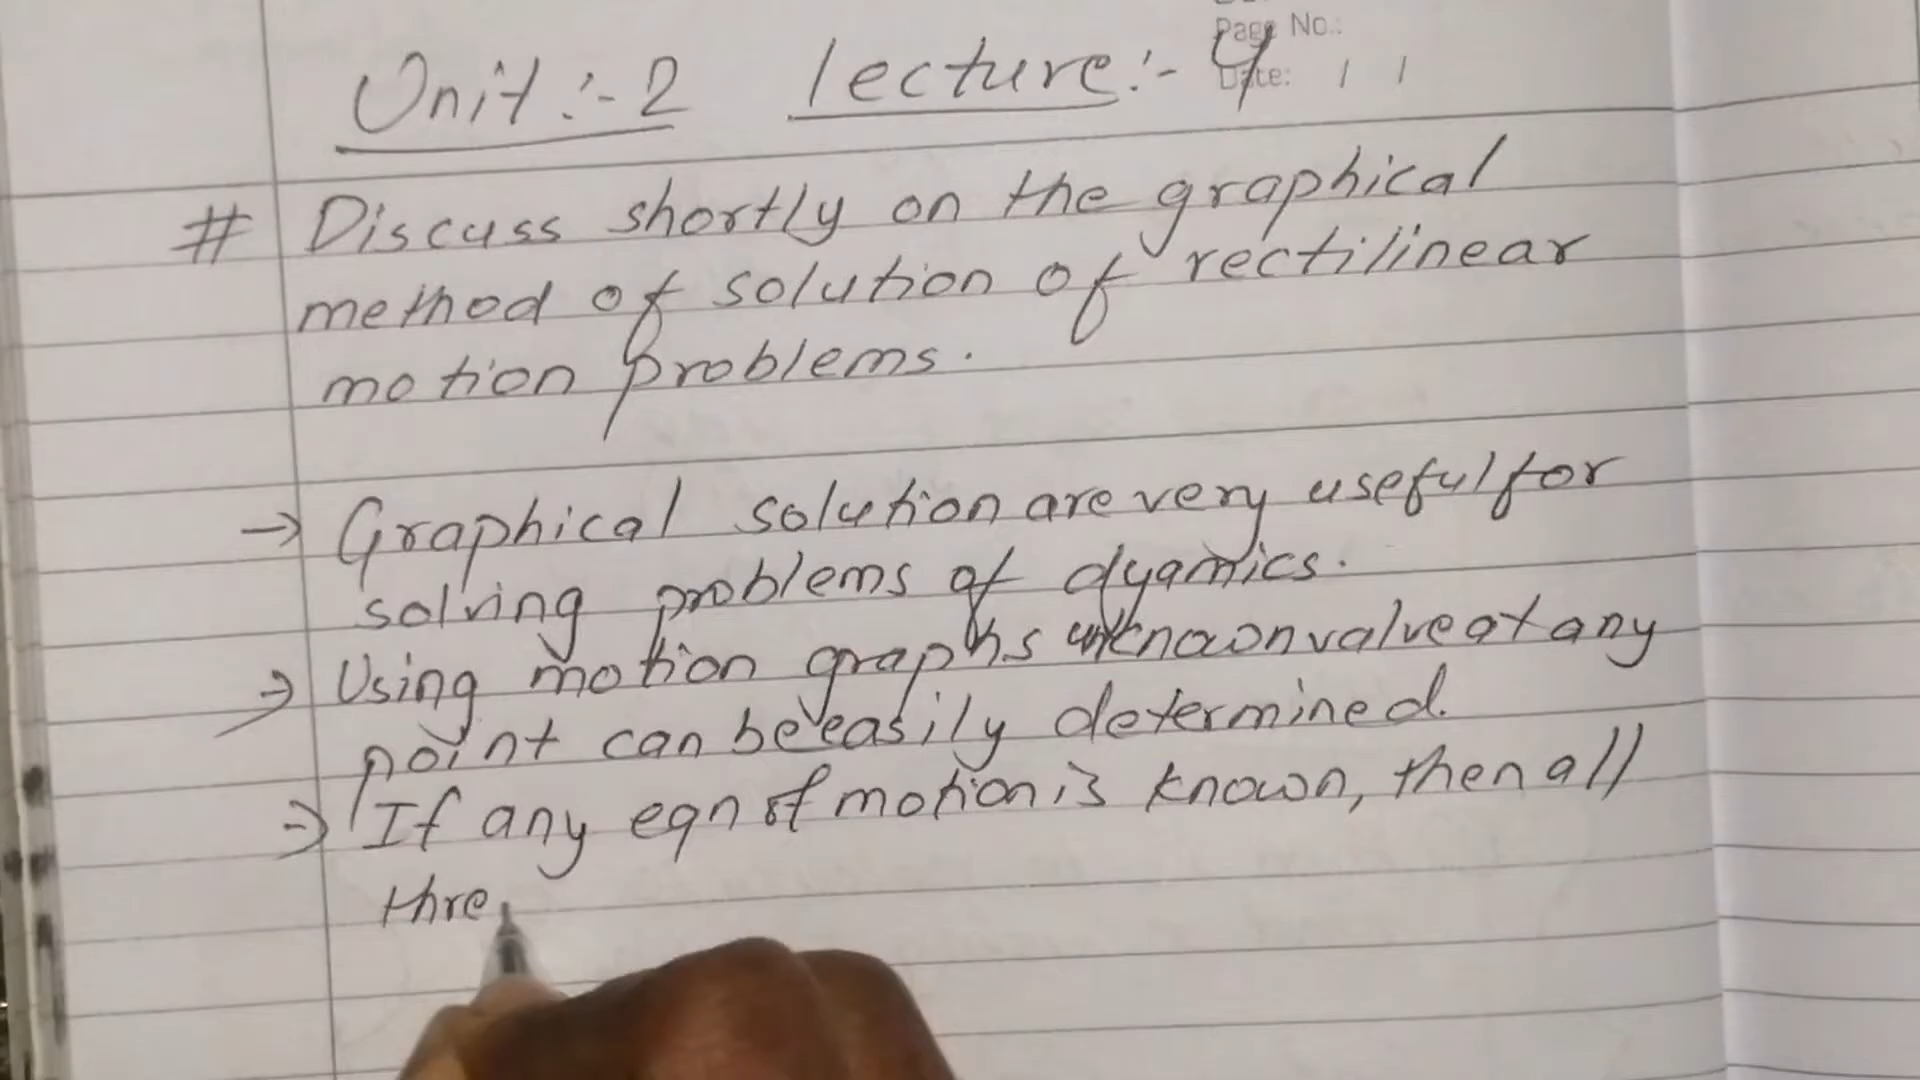 Page No.:
Unit :- 2 lecture :- 4
Date: / /
# Discuss shortly on the graphical
method of solution of rectilinear
motion problems.
→ Graphical solution are very useful for
solving problems of dyamics.
⇒ Using motion graphs unknown valve at any
point can be easily determined.
⇒ If any eqn of motion is known, then all
thre